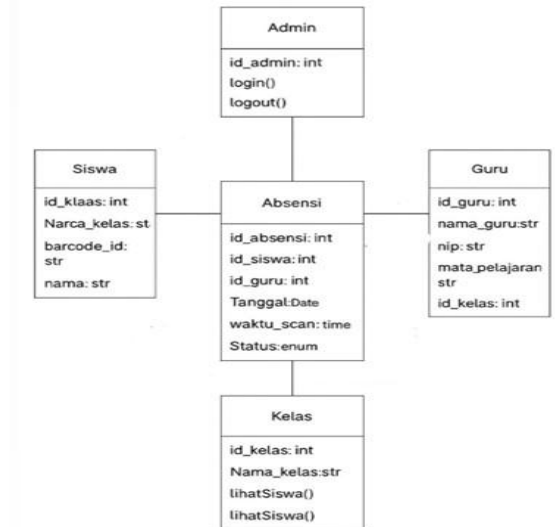 Admin
id_admin: int
login()
logout()
Siswa
id_klaas: int
Narca_kelas: st
barcode_id:
str
nama: str
Absensi
id_absensi: int
id_siswa: int
id_guru: int
Tanggal:Date
waktu_scan: time
Status:enum
Guru
id_guru: int
nama_guru:str
nip: str
mata_pelajaran
str
id_kelas: int
Kelas
id_kelas: int
Nama_kelas:str
lihatSiswa()
lihatSiswa()